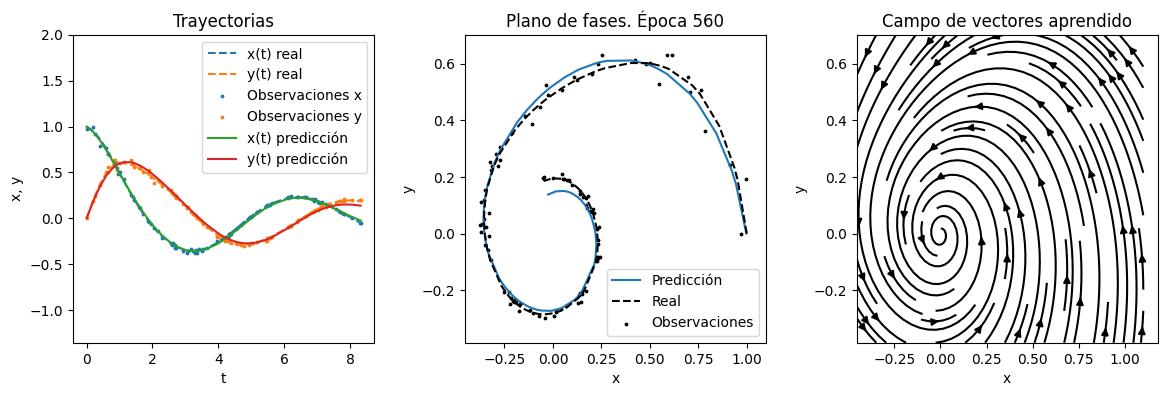 Trayectorias
x(t) real
y(t) real
Observaciones x
Observaciones y
x(t) predicción
y(t) predicción
2.0
1.5
1.0
0.5
0.0
−0.5
−1.0
x, y
0
2
4
6
8
t
Plano de fases. Época 560
0.6
0.4
0.2
0.0
−0.2
y
Predicción
Real
Observaciones
−0.25
0.00
0.25
0.50
0.75
1.00
x
Campo de vectores aprendido
0.6
0.4
0.2
0.0
−0.2
y
−0.25
0.00
0.25
0.50
0.75
1.00
x